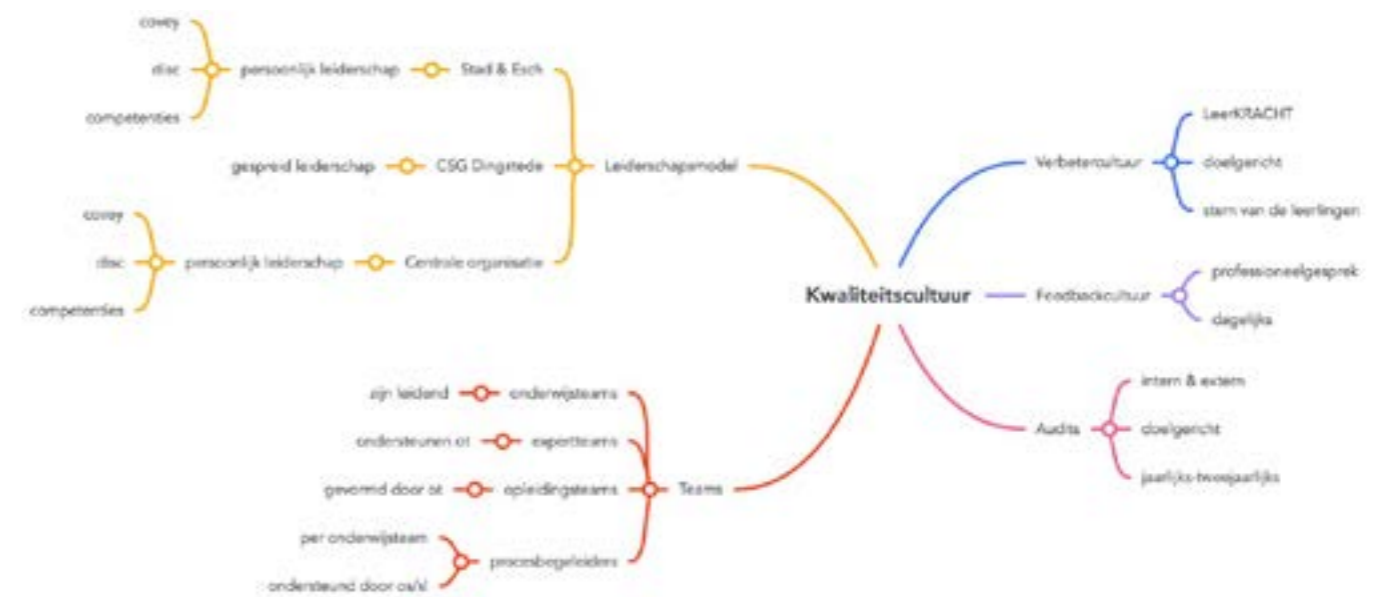 Kwaliteitscultuur
Leiderschapsmodel
Stad & Esch
persoonlijk leiderschap
covey
disc
competenties
CSG Dingstede
gespreid leiderschap
Centrale organisatie
persoonlijk leiderschap
covey
disc
competenties
Teams
onderwijsteams
zijn leidend
expertteams
ondersteunen ot
opleidingsteams
gevormd door ot
procesbegeleiders
per onderwijsteam
ondersteund door
Verbetercultuur
LeerKRACHT
doelgericht
stem van de leerlingen
Feedbackcultuur
professioneelgesprek
dagelijks
Audits
intern & extern
doelgericht
jaarlijks-tweejaarlijks